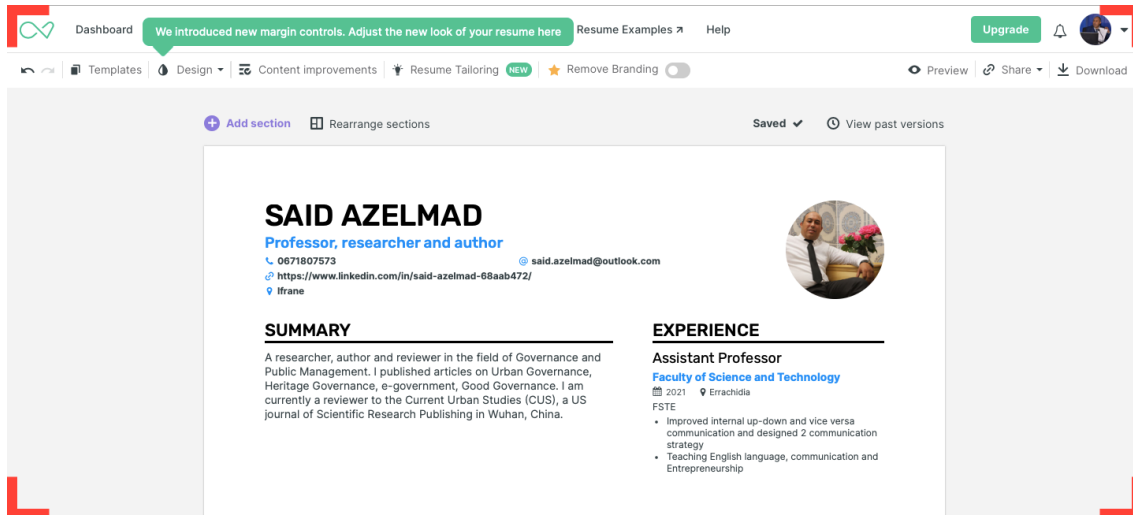 Dashboard
We introduced new margin controls. Adjust the new look of your resume here
Resume Examples ↗
Help
Upgrade
Templates
Design
Content improvements
Resume Tailoring NEW
Remove Branding
Preview
Share
Download
Add section
Rearrange sections
Saved ✔
View past versions
SAID AZELMAD
Professor, researcher and author
0671807573
@ said.azelmad@outlook.com
https://www.linkedin.com/in/said-azelmad-68aab472/
Ifrane
SUMMARY
A researcher, author and reviewer in the field of Governance and
Public Management. I published articles on Urban Governance,
Heritage Governance, e-government, Good Governance. I am
currently a reviewer to the Current Urban Studies (CUS), a US
journal of Scientific Research Publishing in Wuhan, China.
EXPERIENCE
Assistant Professor
Faculty of Science and Technology
2021 Errachidia
FSTE
• Improved internal up-down and vice versa
communication and designed 2 communication
strategy
• Teaching English language, communication and
Entrepreneurship